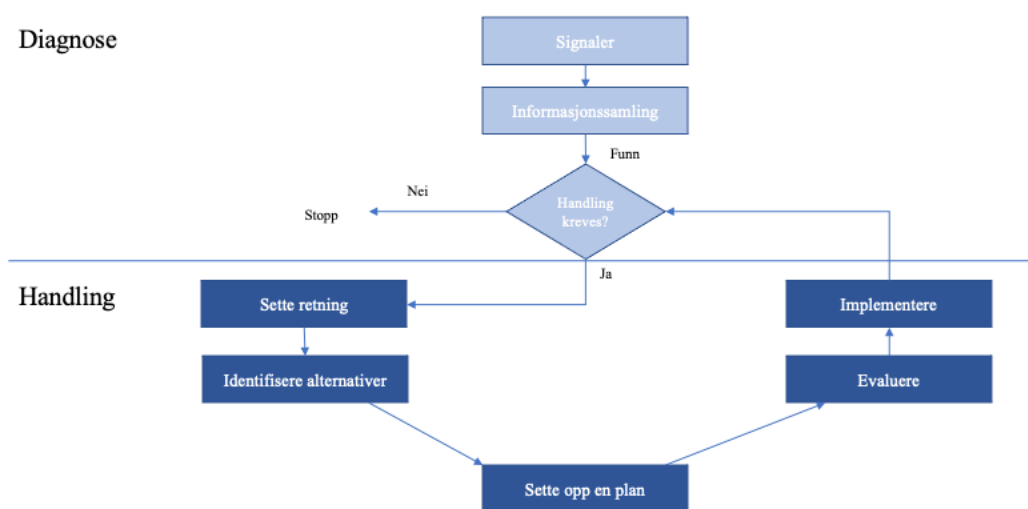 Diagnose
Signaler
Informasjonssamling
Funn
Nei
Handling
kreves?
Stopp
Ja
Handling
Sette retning
Implementere
Identifisere alternativer
Evaluere
Sette opp en plan